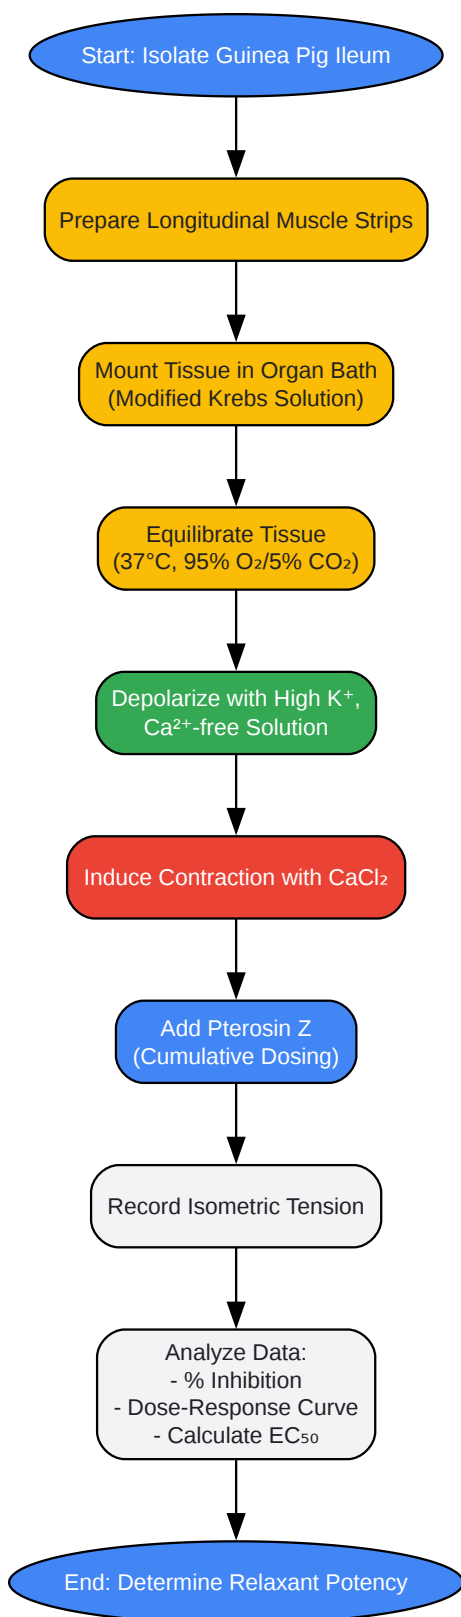 Start: Isolate Guinea Pig Ileum
Prepare Longitudinal Muscle Strips
Mount Tissue in Organ Bath
(Modified Krebs Solution)
Equilibrate Tissue
(37°C, 95% O₂/5% CO₂)
Depolarize with High K⁺,
Ca²⁺-free Solution
Induce Contraction with CaCl₂
Add Pterosin Z
(Cumulative Dosing)
Record Isometric Tension
Analyze Data:
- % Inhibition
- Dose-Response Curve
- Calculate EC₅₀
End: Determine Relaxant Potency